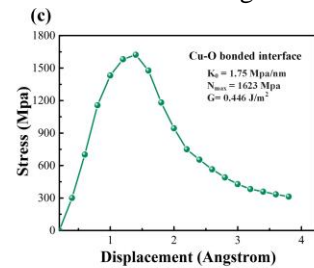 (c)
1800
1500
1200
900
600
300
0
1 2 3 4
Stress (Mpa)
Displacement (Angstrom)
Cu-O bonded interface
K₀ = 1.75 Mpa/nm
Nₘₐₓ = 1623 Mpa
G= 0.446 J/m²